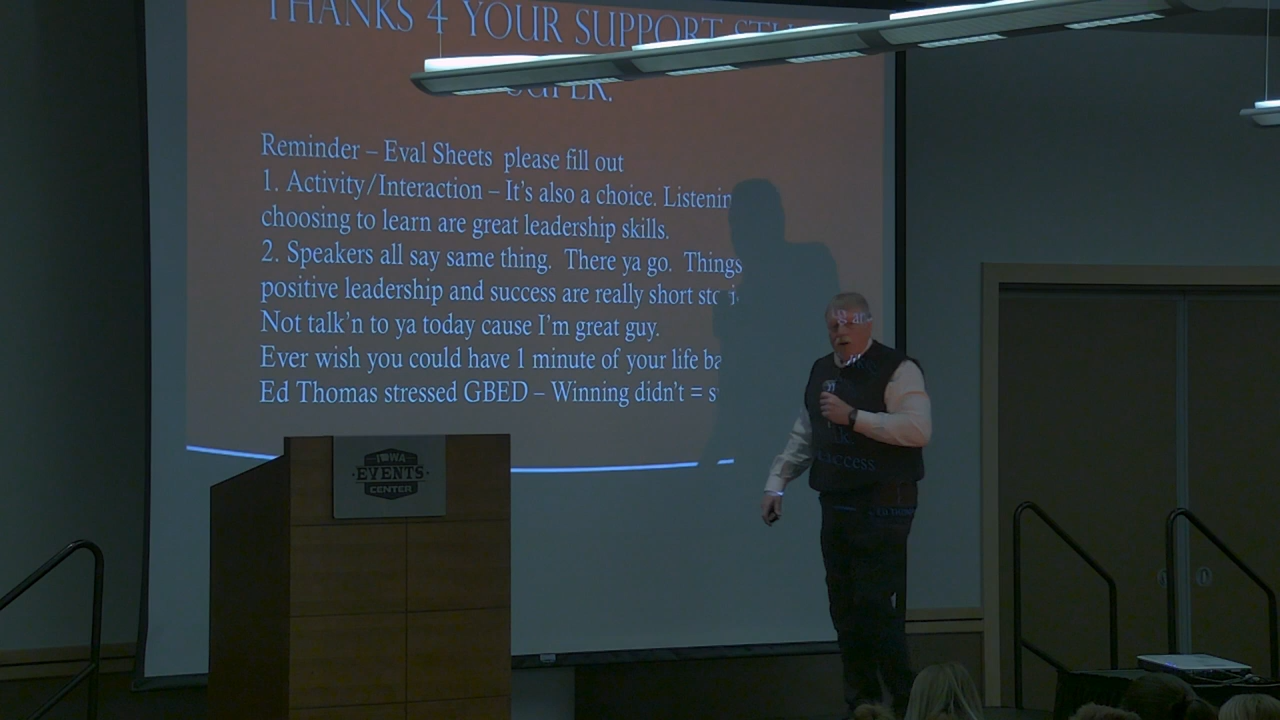 THANKS 4 YOUR SUPPORT
Reminder – Eval Sheets please fill out
1. Activity/Interaction – It's also a choice.
choosing to learn are great leadership skills.
2. Speakers all say same thing. There ya go. Things
positive leadership and success are really short
Not talk'n to ya today cause I'm great guy.
Ever wish you could have 1 minute of your life
Ed Thomas stressed GBED – Winning didn't =
IOWA
EVENTS
CENTER